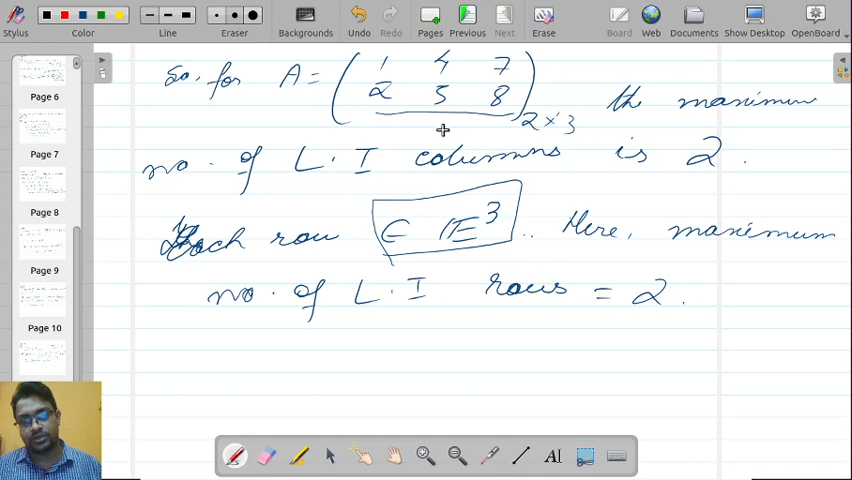 Stylus Color Line Eraser Undo Backgrounds Pages Previous Next Erase Board Web Documents Show Desktop OpenBoard
Page 6
Page 7
Page 8
Page 9
Page 10
So, for A = ( 1 4 7
2 5 8 ) 2×3 the maximum
no. of L.I columns is 2.
Each row ∈ E^3. Here, maximum
no. of L.I rows = 2.